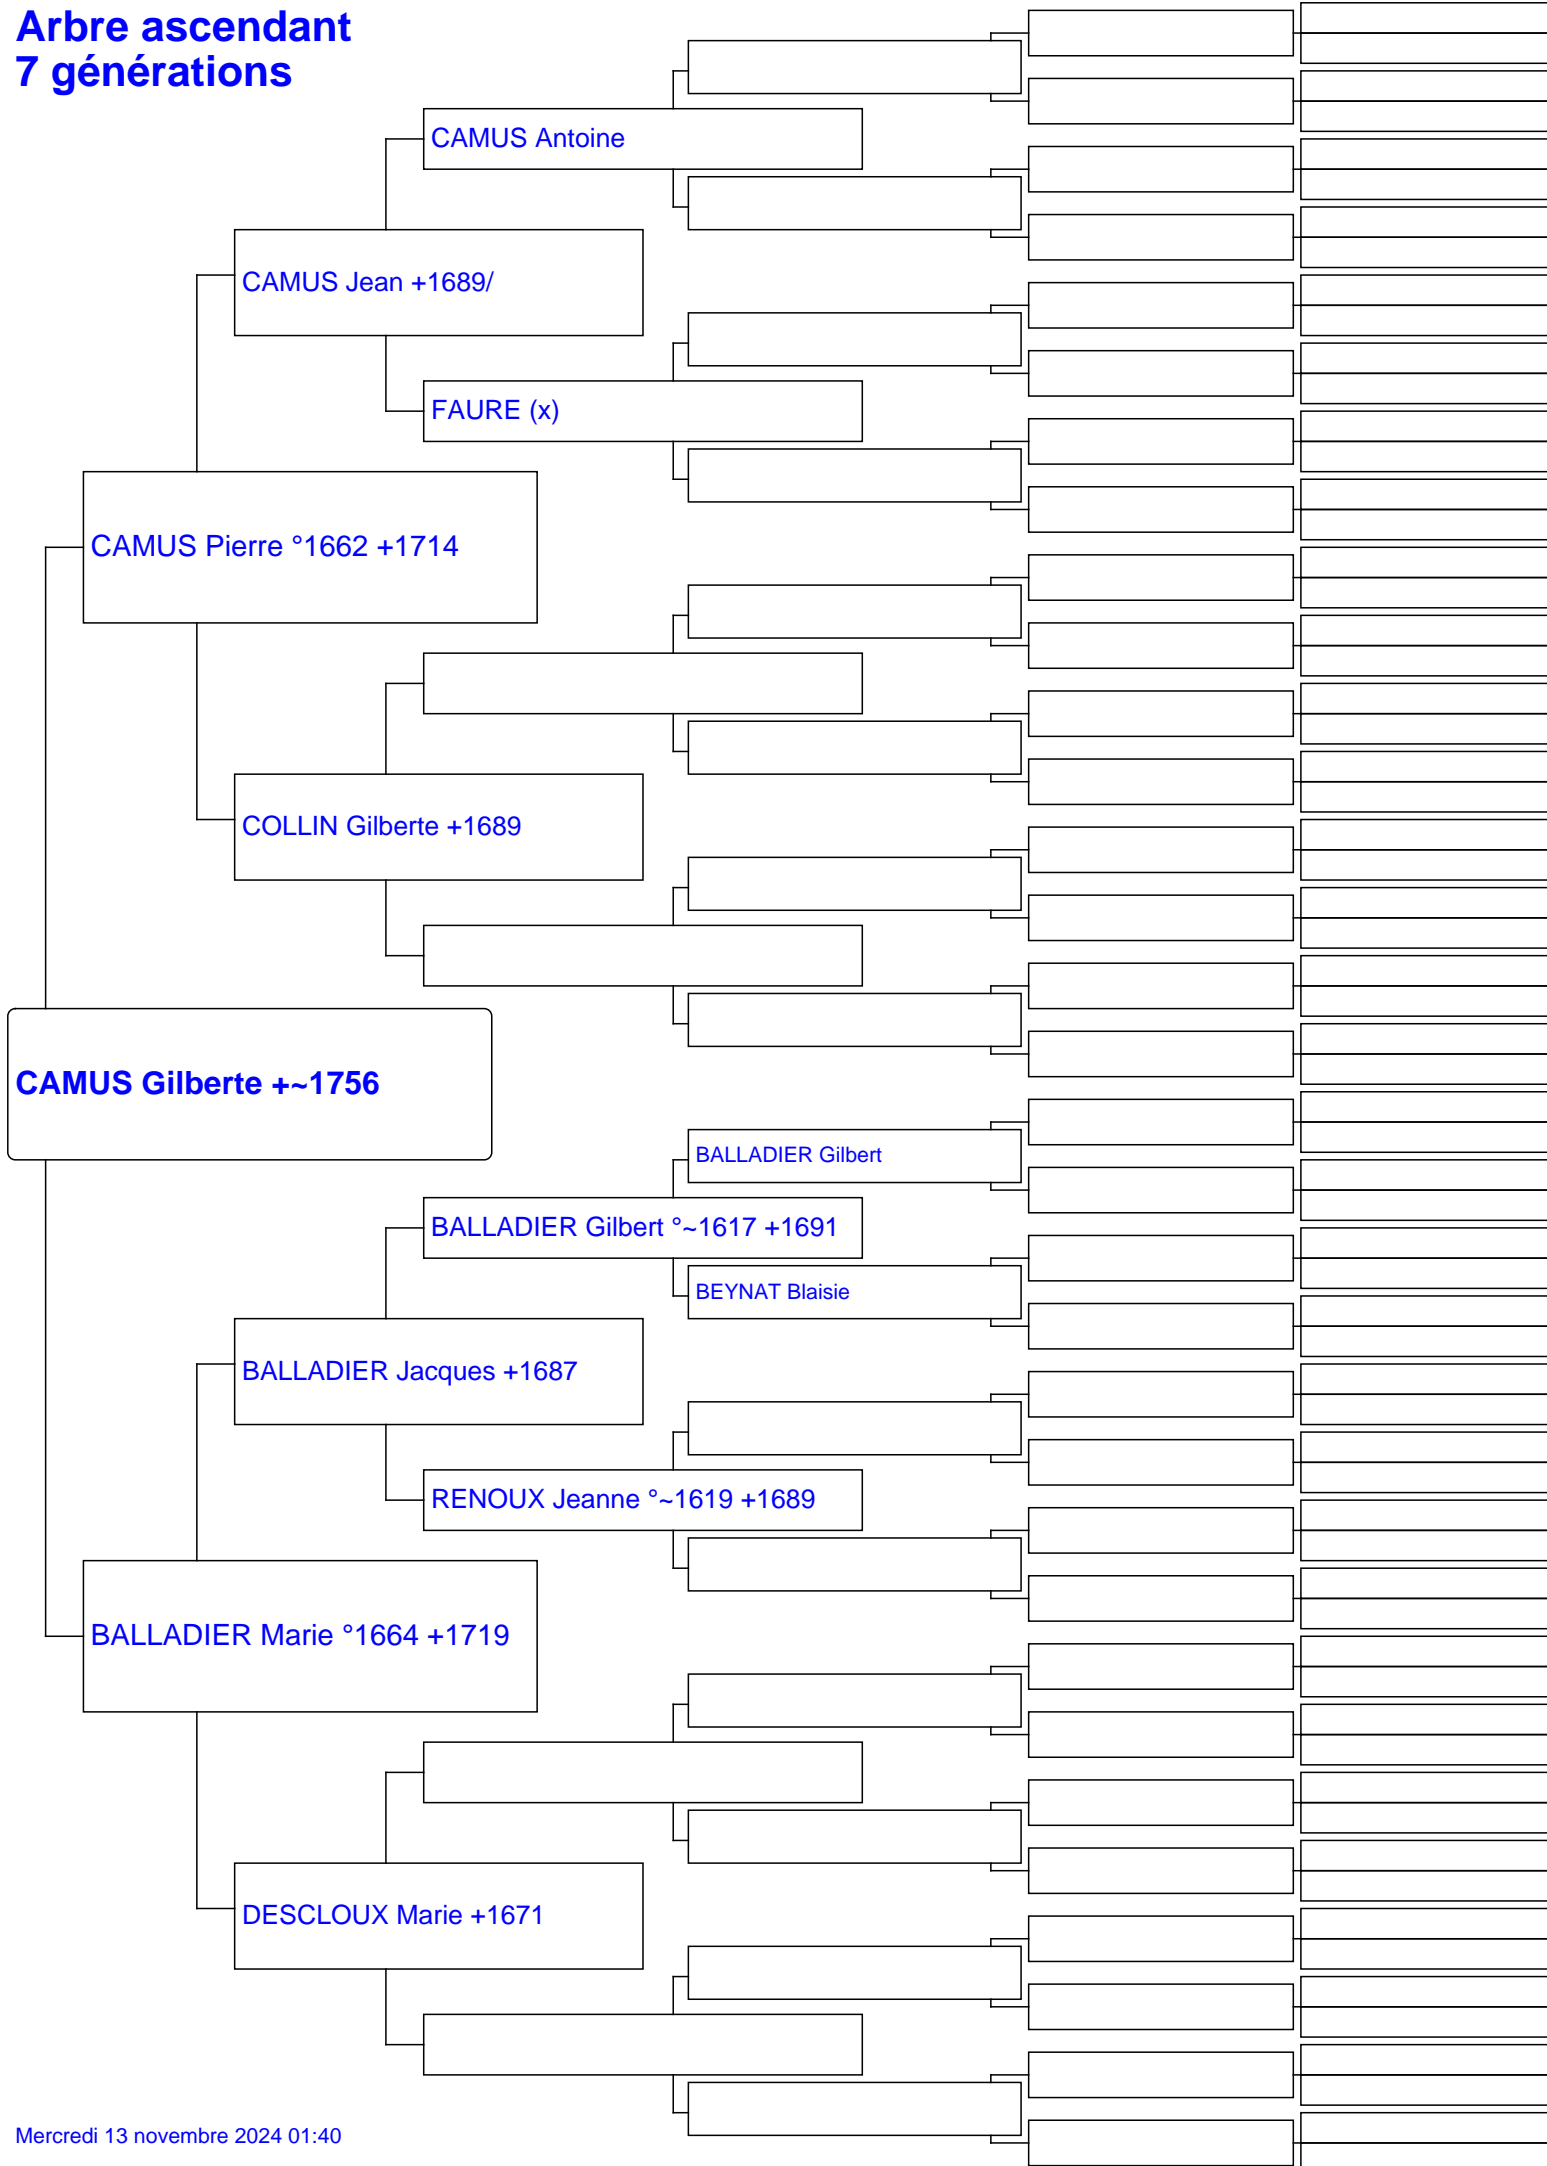 Arbre ascendant
7 générations
CAMUS Antoine
CAMUS Jean +1689/
FAURE (x)
CAMUS Pierre °1662 +1714
COLLIN Gilberte +1689
CAMUS Gilberte +~1756
BALLADIER Gilbert
BALLADIER Gilbert °~1617 +1691
BEYNAT Blaisie
BALLADIER Jacques +1687
RENOUX Jeanne °~1619 +1689
BALLADIER Marie °1664 +1719
DESCLOUX Marie +1671
Mercredi 13 novembre 2024 01:40